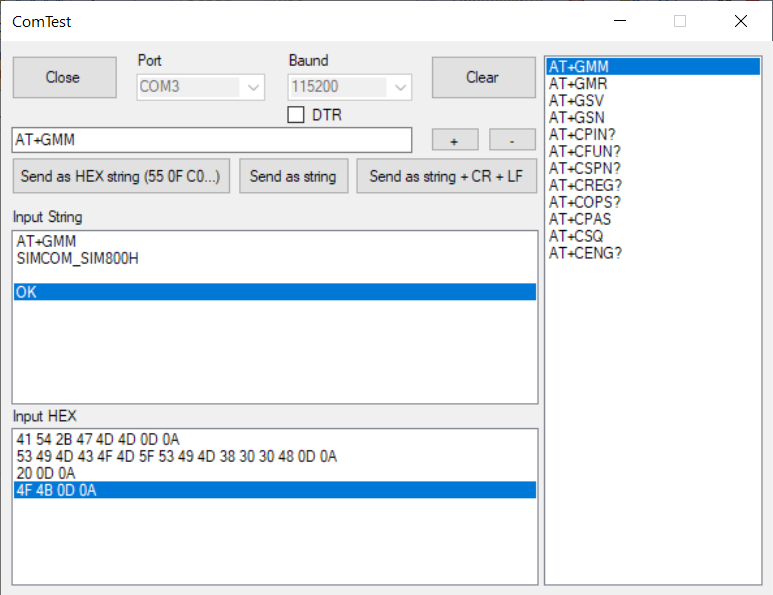 ComTest
Close
Port
COM3
Baund
115200
DTR
Clear
AT+GMM
+
-
Send as HEX string (55 0F C0...)
Send as string
Send as string + CR + LF
Input String
AT+GMM
SIMCOM_SIM800H
OK
Input HEX
41 54 2B 47 4D 4D 0D 0A
53 49 4D 43 4F 4D 5F 53 49 4D 38 30 30 48 0D 0A
20 0D 0A
4F 4B 0D 0A
AT+GMM
AT+GMR
AT+GSV
AT+GSN
AT+CPIN?
AT+CFUN?
AT+CSPN?
AT+CREG?
AT+COPS?
AT+CPAS
AT+CSQ
AT+CENG?